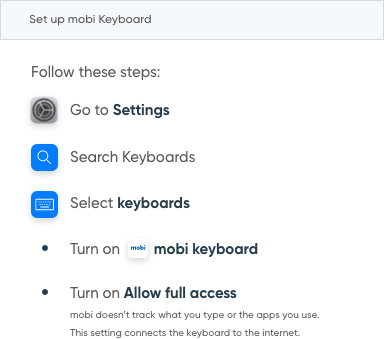 Set up mobi Keyboard
Follow these steps:
Go to Settings
Search Keyboards
Select keyboards
Turn on mobi mobi keyboard
Turn on Allow full access
mobi doesn't track what you type or the apps you use.
This setting connects the keyboard to the internet.